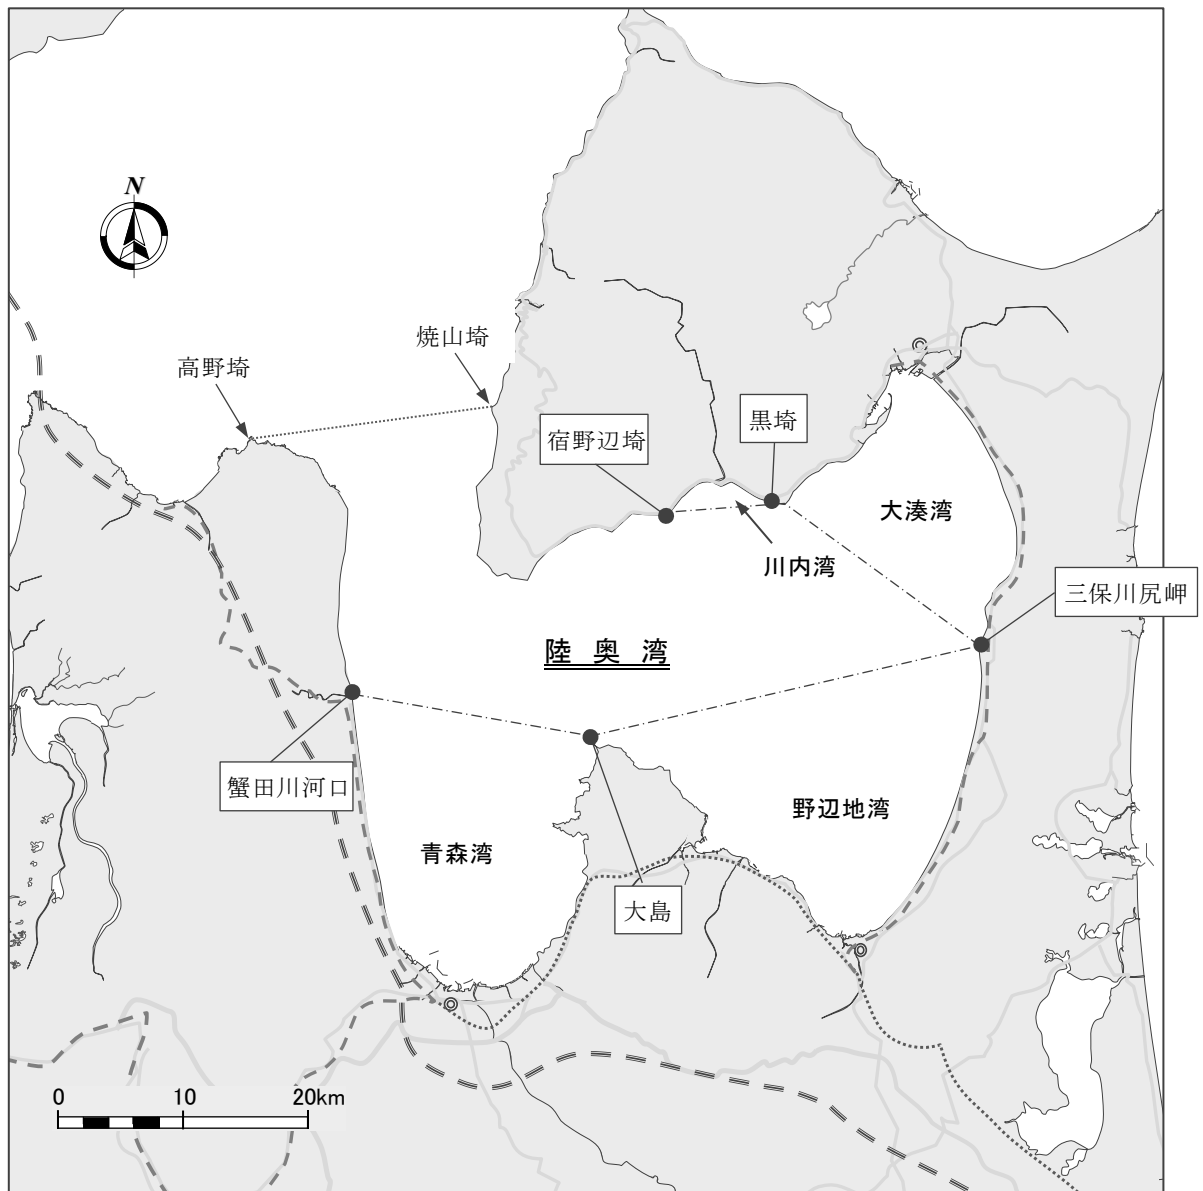 N
焼山埼
高野埼
黒埼
宿野辺埼
大湊湾
川内湾
三保川尻岬
陸奥湾
蟹田川河口
野辺地湾
青森湾
大島
0 10 20km